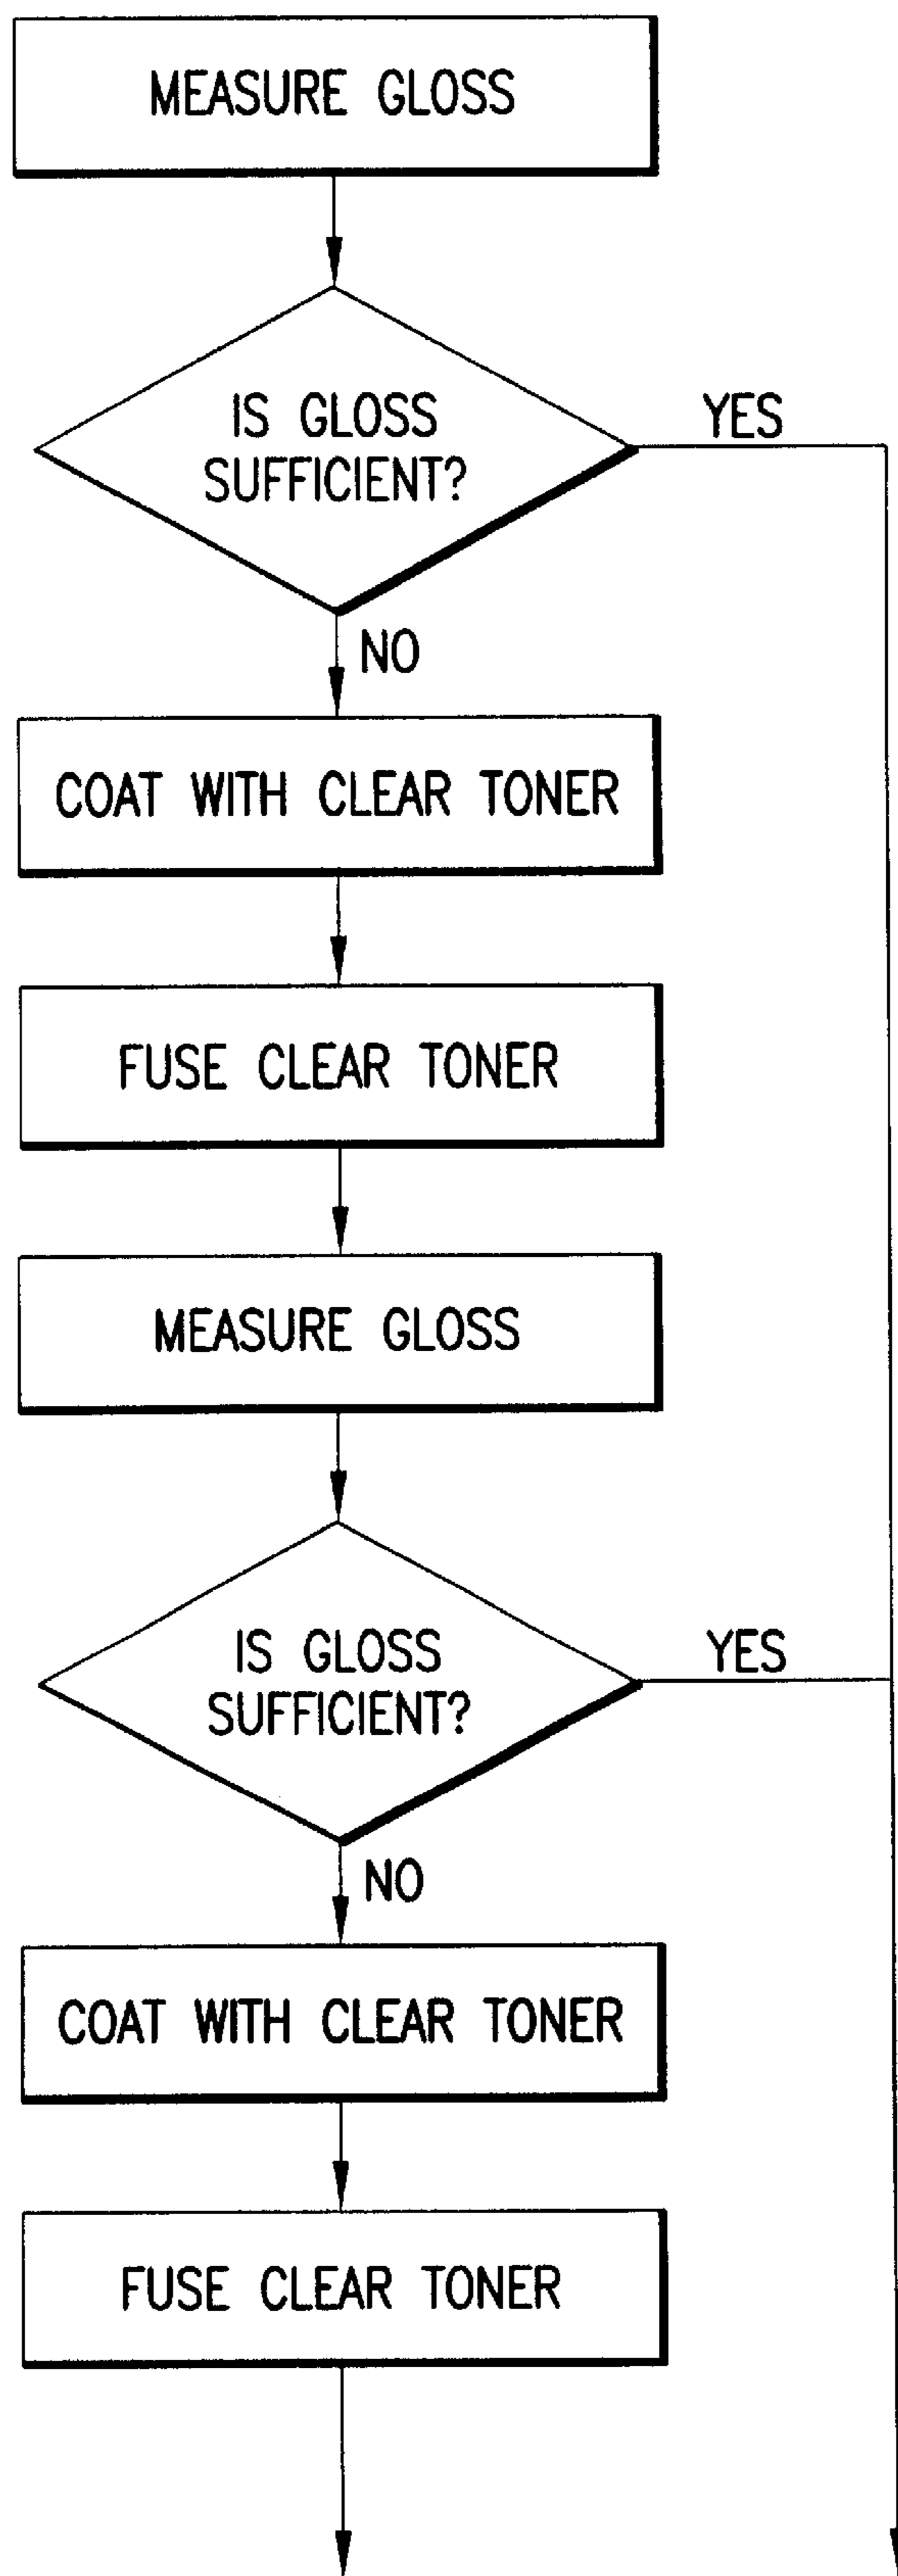 MEASURE GLOSS
IS GLOSS
SUFFICIENT?
YES
NO
COAT WITH CLEAR TONER
FUSE CLEAR TONER
MEASURE GLOSS
IS GLOSS
SUFFICIENT?
YES
NO
COAT WITH CLEAR TONER
FUSE CLEAR TONER